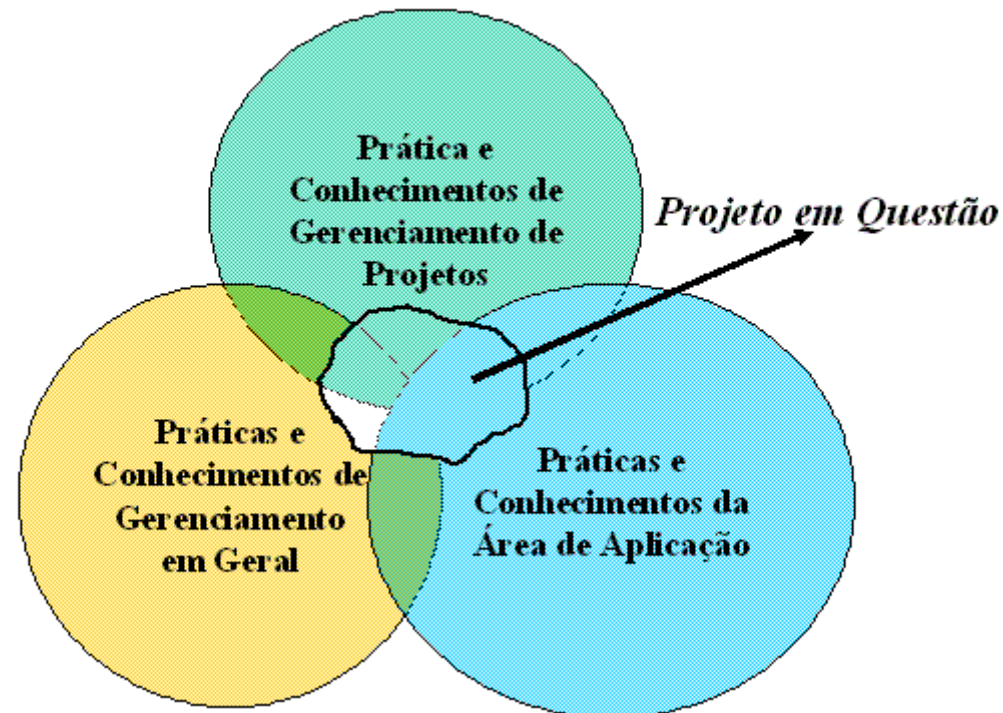 Prática e
Conhecimentos de
Gerenciamento de
Projetos
Projeto em Questão
Práticas e
Conhecimentos de
Gerenciamento
em Geral
Práticas e
Conhecimentos da
Área de Aplicação